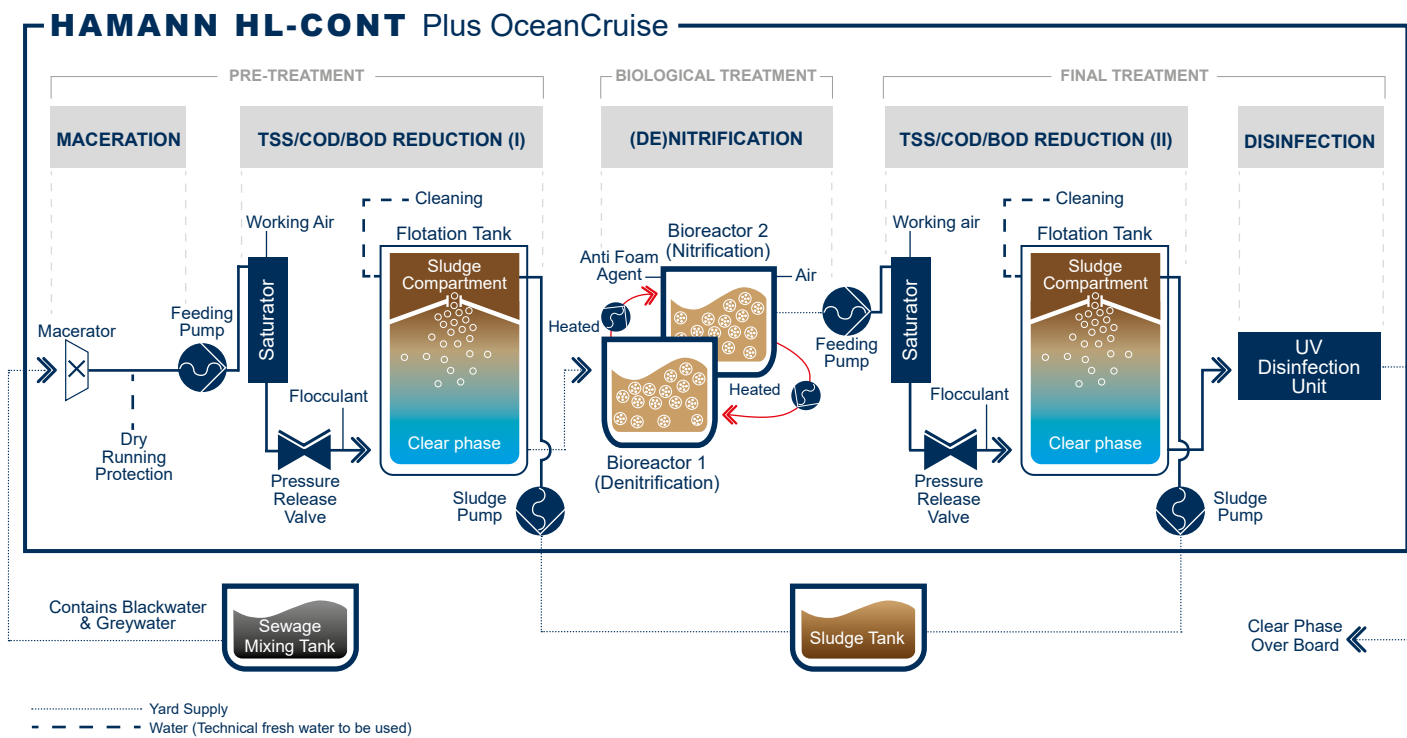 HAMANN HL-CONT Plus OceanCruise
PRE-TREATMENT
BIOLOGICAL TREATMENT
FINAL TREATMENT
MACERATION
TSS/COD/BOD REDUCTION (I)
(DE)NITRIFICATION
TSS/COD/BOD REDUCTION (II)
DISINFECTION
Macerator
Dry
Running
Protection
Feeding
Pump
Working Air
Saturator
Flocculant
Pressure
Release
Valve
Cleaning
Flotation Tank
Sludge
Compartment
Clear phase
Sludge
Pump
Bioreactor 2
(Nitrification)
Anti Foam
Agent
Air
Heated
Heated
Bioreactor 1
(Denitrification)
Feeding
Pump
Working air
Saturator
Flocculant
Pressure
Release
Valve
Cleaning
Flotation Tank
Sludge
Compartment
Clear phase
Sludge
Pump
UV
Disinfection
Unit
Contains Blackwater
& Greywater
Sewage
Mixing Tank
Sludge Tank
Clear Phase
Over Board
Yard Supply
Water (Technical fresh water to be used)